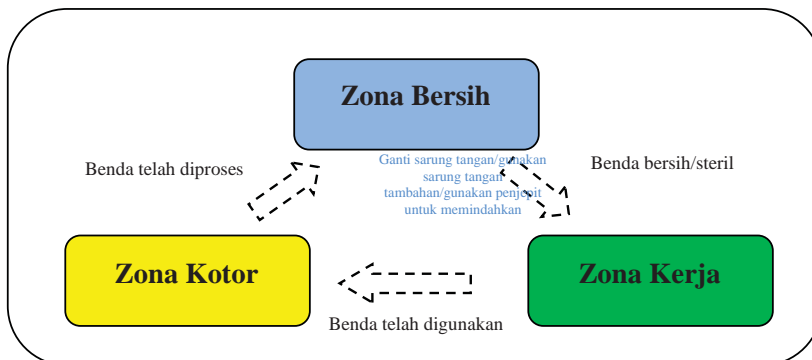 Zona Bersih
Benda telah diproses
Ganti sarung tangan/gunakan
sarung tangan
tambahan/gunakan penjepit
untuk memindahkan
Benda bersih/steril
Zona Kotor
Zona Kerja
Benda telah digunakan